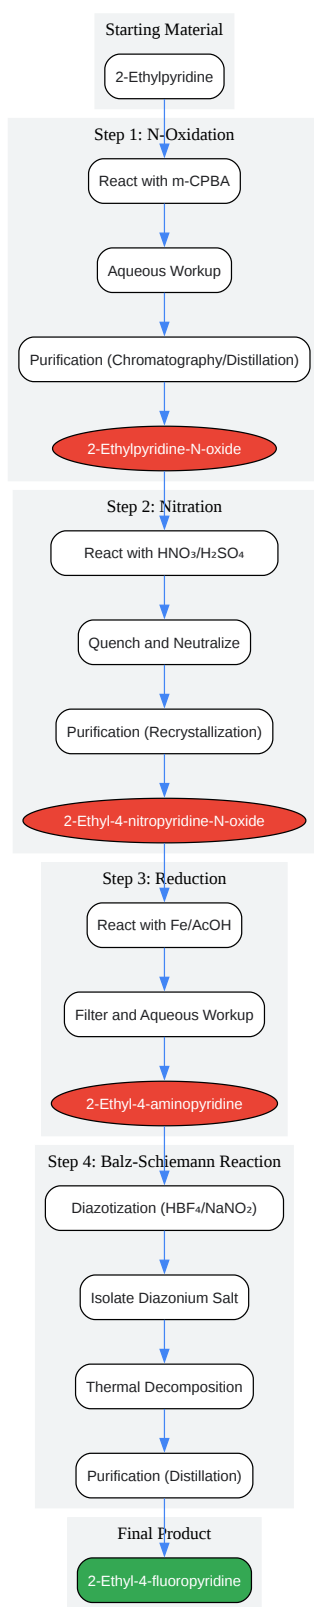 Starting Material
2-Ethylpyridine
Step 1: N-Oxidation
React with m-CPBA
Aqueous Workup
Purification (Chromatography/Distillation)
2-Ethylpyridine-N-oxide
Step 2: Nitration
React with HNO₃/H₂SO₄
Quench and Neutralize
Purification (Recrystallization)
2-Ethyl-4-nitropyridine-N-oxide
Step 3: Reduction
React with Fe/AcOH
Filter and Aqueous Workup
2-Ethyl-4-aminopyridine
Step 4: Balz-Schiemann Reaction
Diazotization (HBF₄/NaNO₂)
Isolate Diazonium Salt
Thermal Decomposition
Purification (Distillation)
Final Product
2-Ethyl-4-fluoropyridine